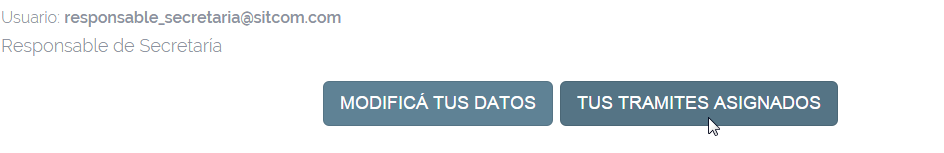 Usuario: responsable_secretaria@sitcom.com
Responsable de Secretaría
MODIFICÁ TUS DATOS TUS TRAMITES ASIGNADOS